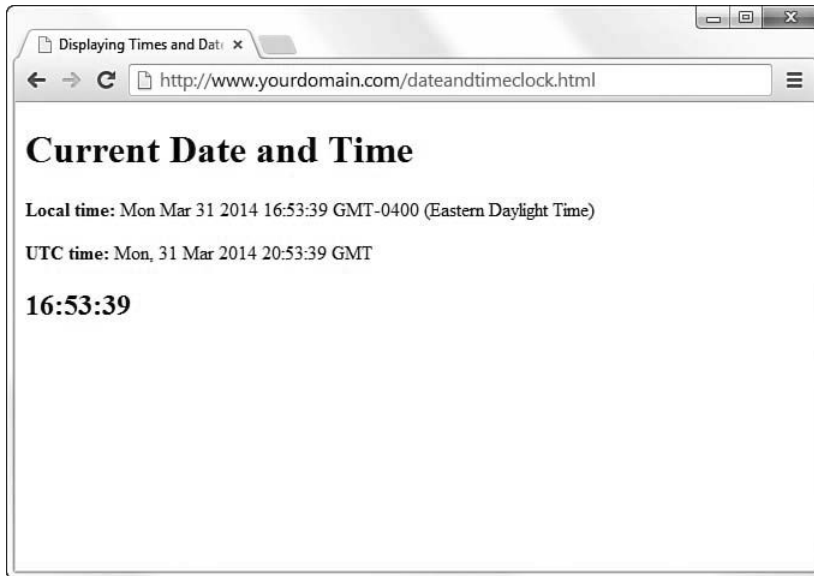 Displaying Times and Dat
http://www.yourdomain.com/dateandtimeclock.html
Current Date and Time
Local time: Mon Mar 31 2014 16:53:39 GMT-0400 (Eastern Daylight Time)
UTC time: Mon, 31 Mar 2014 20:53:39 GMT
16:53:39